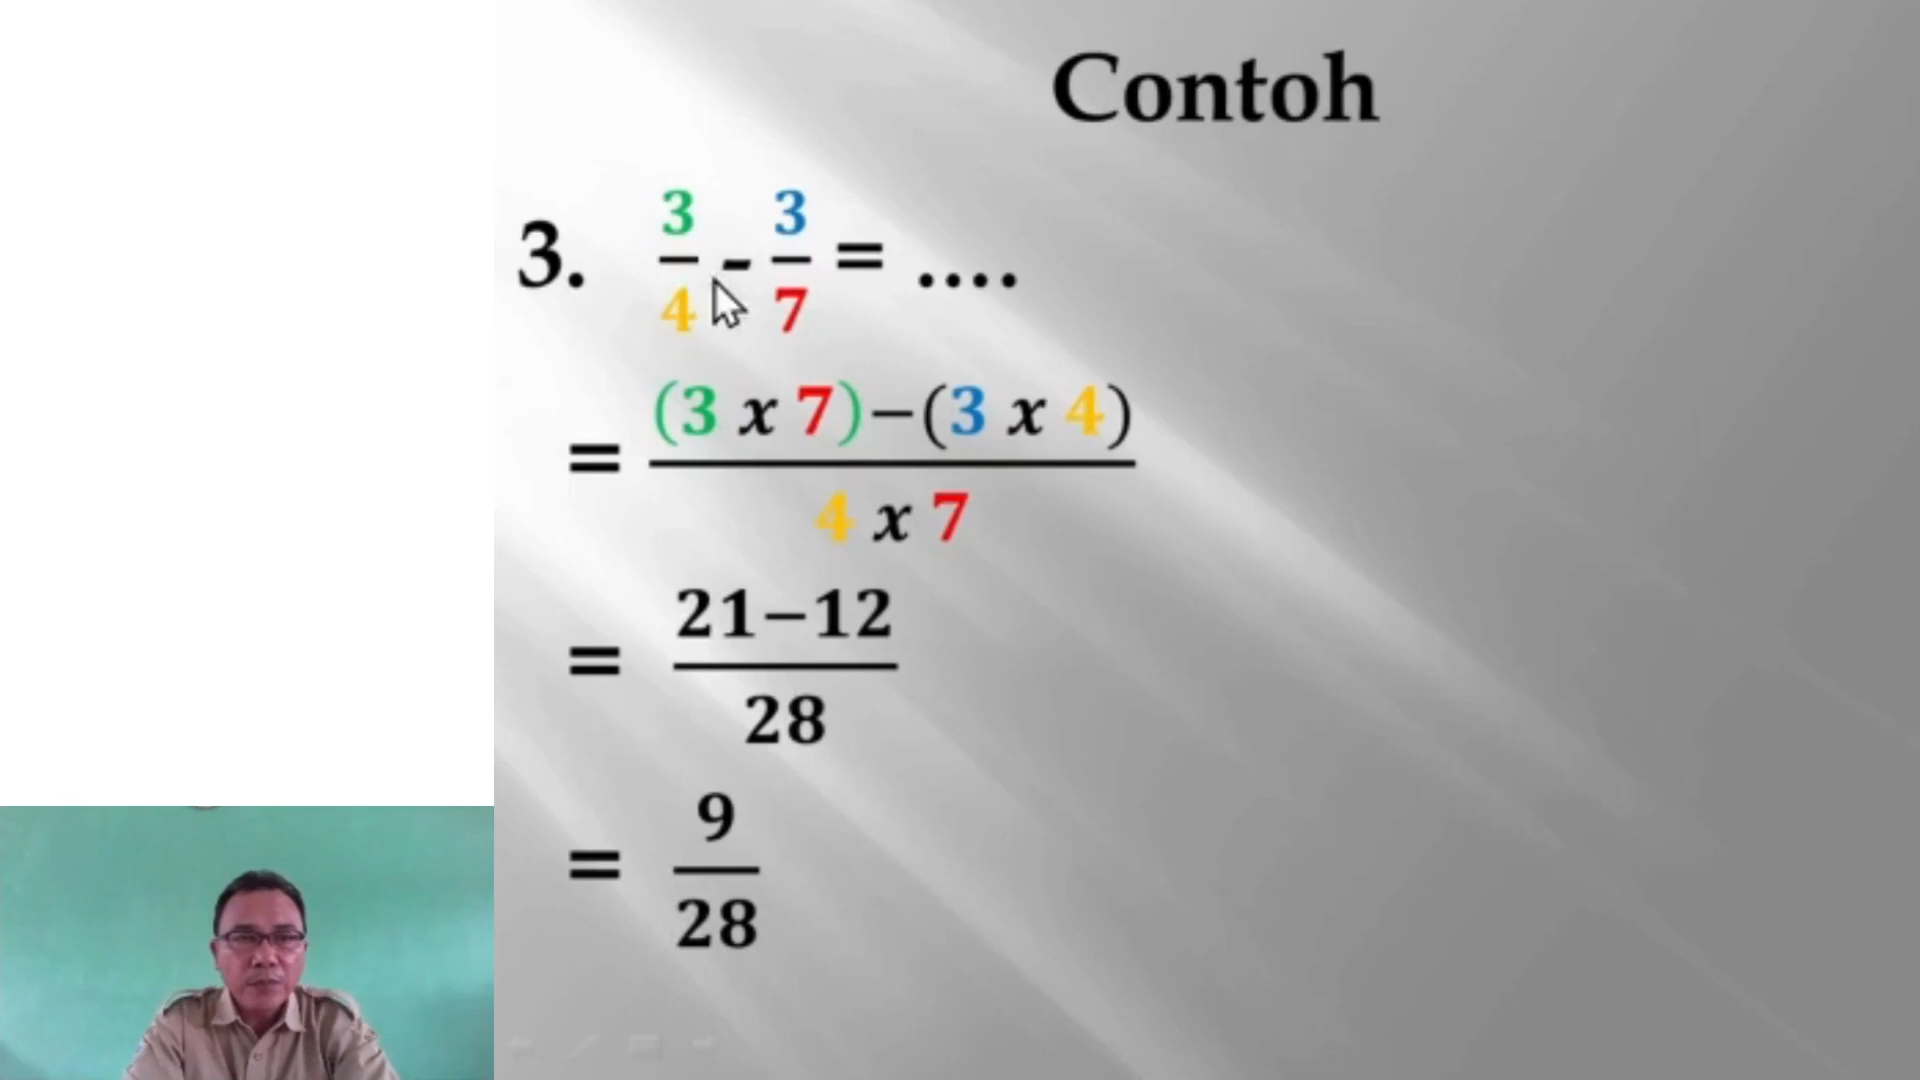 Contoh
3. 3/4 - 3/7 = ....
= (3 x 7)−(3 x 4) / 4 x 7
= 21−12 / 28
= 9/28